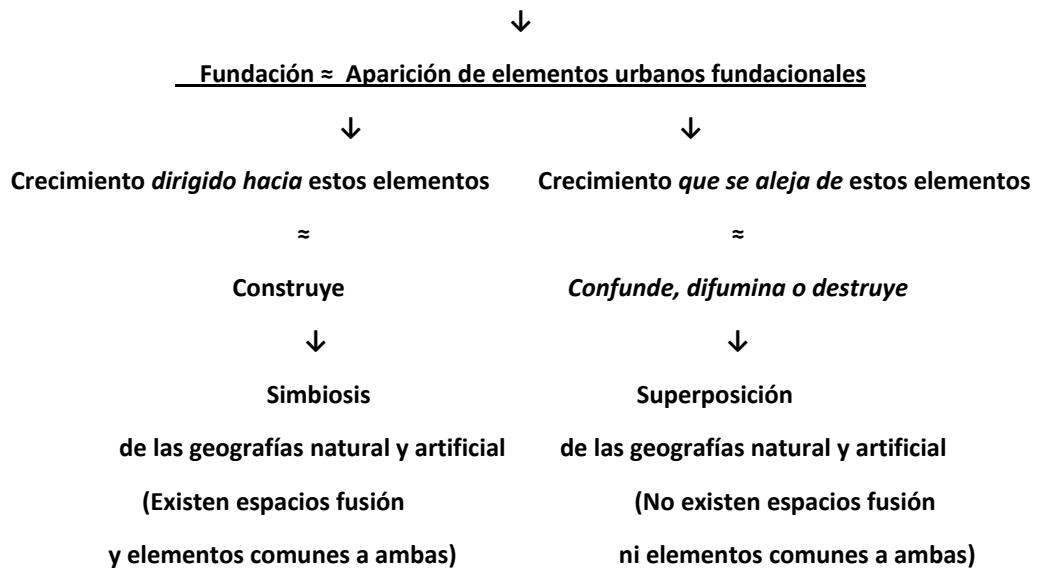 ↓
Fundación ≈ Aparición de elementos urbanos fundacionales
↓ ↓
Crecimiento dirigido hacia estos elementos Crecimiento que se aleja de estos elementos
≈ ≈
Construye Confunde, difumina o destruye
↓ ↓
Simbiosis Superposición
de las geografías natural y artificial de las geografías natural y artificial
(Existen espacios fusión (No existen espacios fusión
y elementos comunes a ambas) ni elementos comunes a ambas)